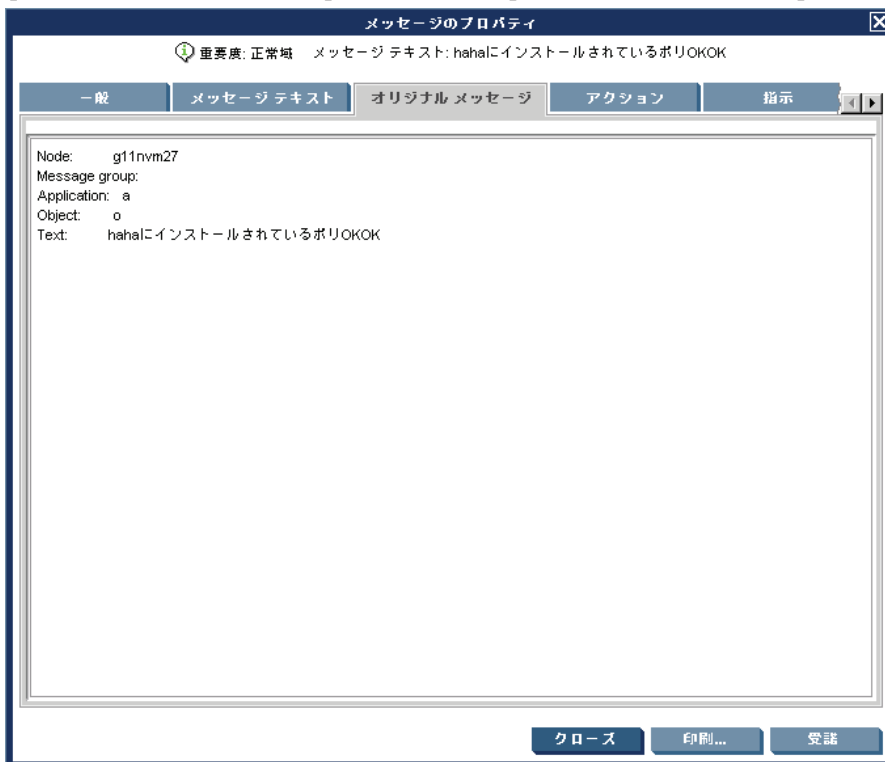 メッセージのプロパティ
重要度: 正常域 メッセージ テキスト: hahaにインストールされているポリOKOK
一般 メッセージ テキスト オリジナル メッセージ アクション 指示
Node: g11nvm27
Message group:
Application: a
Object: o
Text: hahaにインストールされているポリOKOK
クローズ 印刷... 受諾